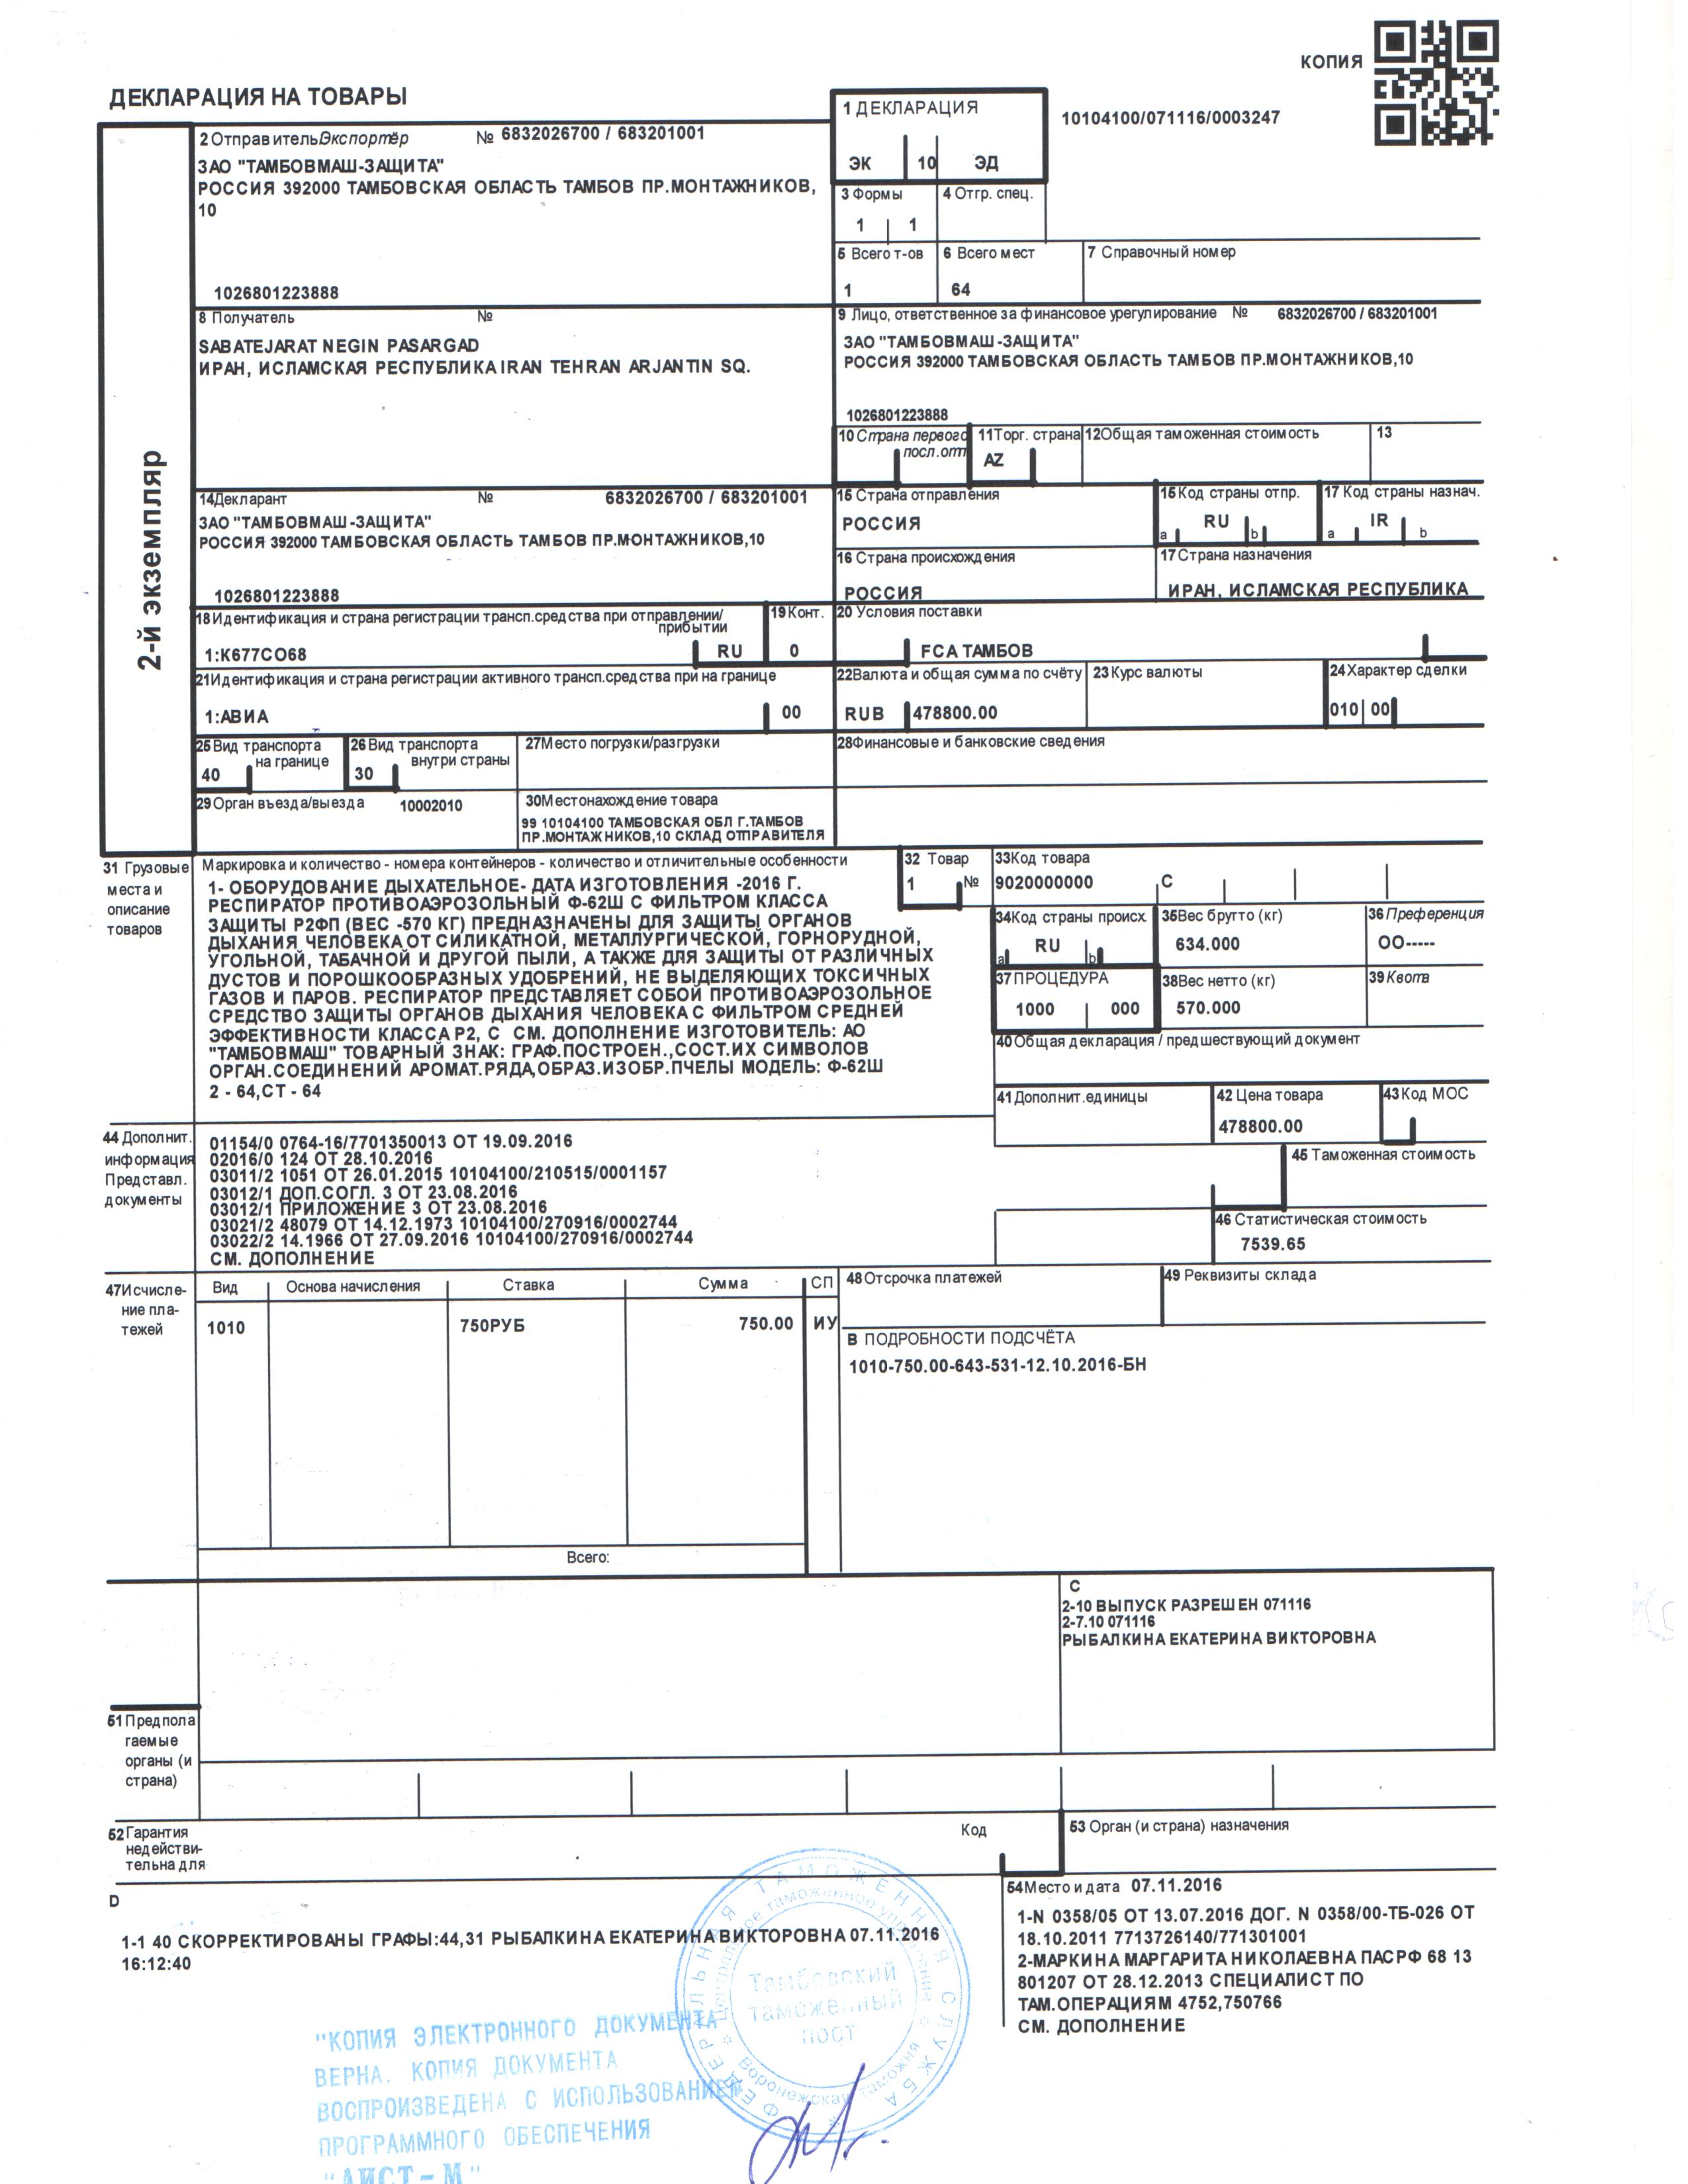 КОПИЯ
ДЕКЛАРАЦИЯ НА ТОВАРЫ
1 ДЕКЛАРАЦИЯ
ЭК 10 ЭД
10104100/071116/0003247
2-й экземпляр
2 Отправитель/Экспортёр № 6832026700 / 683201001
ЗАО "ТАМБОВМАШ-ЗАЩИТА"
РОССИЯ 392000 ТАМБОВСКАЯ ОБЛАСТЬ ТАМБОВ ПР.МОНТАЖНИКОВ,
10
1026801223888
3 Формы 4 Отгр. спец.
1 1
5 Всего т-ов 6 Всего мест 7 Справочный номер
1 64
8 Получатель №
SABATEJARAT NEGIN PASARGAD
ИРАН, ИСЛАМСКАЯ РЕСПУБЛИКА IRAN TEHRAN ARJANTIN SQ.
9 Лицо, ответственное за финансовое урегулирование № 6832026700 / 683201001
ЗАО "ТАМБОВМАШ-ЗАЩИТА"
РОССИЯ 392000 ТАМБОВСКАЯ ОБЛАСТЬ ТАМБОВ ПР.МОНТАЖНИКОВ,10
1026801223888
10 Страна первого посл.отп 11 Торг. страна 12 Общая таможенная стоимость 13
AZ
14 Декларант № 6832026700 / 683201001
ЗАО "ТАМБОВМАШ-ЗАЩИТА"
РОССИЯ 392000 ТАМБОВСКАЯ ОБЛАСТЬ ТАМБОВ ПР.МОНТАЖНИКОВ,10
1026801223888
15 Страна отправления 15 Код страны отпр. 17 Код страны назнач.
РОССИЯ a RU b a IR b
16 Страна происхождения 17 Страна назначения
РОССИЯ ИРАН, ИСЛАМСКАЯ РЕСПУБЛИКА
18 Идентификация и страна регистрации трансп.средства при отправлении/
прибытии
1:К677СО68 RU
19 Конт.
0
20 Условия поставки
FCA ТАМБОВ
21 Идентификация и страна регистрации активного трансп.средства при на границе
1:АВИА 00
22 Валюта и общая сумма по счёту 23 Курс валюты 24 Характер сделки
RUB 478800.00 010 00
25 Вид транспорта
на границе
40
26 Вид транспорта
внутри страны
30
27 Место погрузки/разгрузки
28 Финансовые и банковские сведения
29 Орган въезда/выезда 10002010
30 Местонахождение товара
99 10104100 ТАМБОВСКАЯ ОБЛ Г.ТАМБОВ
ПР.МОНТАЖНИКОВ,10 СКЛАД ОТПРАВИТЕЛЯ
31 Грузовые
места и
описание
товаров
Маркировка и количество - номера контейнеров - количество и отличительные особенности
1- ОБОРУДОВАНИЕ ДЫХАТЕЛЬНОЕ- ДАТА ИЗГОТОВЛЕНИЯ -2016 Г.
РЕСПИРАТОР ПРОТИВОАЭРОЗОЛЬНЫЙ Ф-62Ш С ФИЛЬТРОМ КЛАССА
ЗАЩИТЫ Р2ФП (ВЕС -570 КГ) ПРЕДНАЗНАЧЕНЫ ДЛЯ ЗАЩИТЫ ОРГАНОВ
ДЫХАНИЯ ЧЕЛОВЕКА,ОТ СИЛИКАТНОЙ, МЕТАЛЛУРГИЧЕСКОЙ, ГОРНОРУДНОЙ,
УГОЛЬНОЙ, ТАБАЧНОЙ И ДРУГОЙ ПЫЛИ, А ТАКЖЕ ДЛЯ ЗАЩИТЫ ОТ РАЗЛИЧНЫХ
ДУСТОВ И ПОРОШКООБРАЗНЫХ УДОБРЕНИЙ, НЕ ВЫДЕЛЯЮЩИХ ТОКСИЧНЫХ
ГАЗОВ И ПАРОВ. РЕСПИРАТОР ПРЕДСТАВЛЯЕТ СОБОЙ ПРОТИВОАЭРОЗОЛЬНОЕ
СРЕДСТВО ЗАЩИТЫ ОРГАНОВ ДЫХАНИЯ ЧЕЛОВЕКА С ФИЛЬТРОМ СРЕДНЕЙ
ЭФФЕКТИВНОСТИ КЛАССА Р2, С СМ. ДОПОЛНЕНИЕ ИЗГОТОВИТЕЛЬ: АО
"ТАМБОВМАШ" ТОВАРНЫЙ ЗНАК: ГРАФ.ПОСТРОЕН.,СОСТ.ИХ СИМВОЛОВ
ОРГАН.СОЕДИНЕНИЙ АРОМАТ.РЯДА,ОБРАЗ.ИЗОБР.ПЧЕЛЫ МОДЕЛЬ: Ф-62Ш
2 - 64,СТ - 64
32 Товар 33 Код товара
1 № 9020000000 С
34 Код страны происх. 35 Вес брутто (кг) 36 Преференция
a RU b 634.000 ОО-----
37 ПРОЦЕДУРА 38 Вес нетто (кг) 39 Квота
1000 000 570.000
40 Общая декларация / предшествующий документ
41 Дополнит.единицы 42 Цена товара 43 Код МОС
478800.00
44 Дополнит.
информация
Представл.
документы
01154/0 0764-16/7701350013 ОТ 19.09.2016
02016/0 124 ОТ 28.10.2016
03011/2 1051 ОТ 26.01.2015 10104100/210515/0001157
03012/1 ДОП.СОГЛ. 3 ОТ 23.08.2016
03012/1 ПРИЛОЖЕНИЕ 3 ОТ 23.08.2016
03021/2 48079 ОТ 14.12.1973 10104100/270916/0002744
03022/2 14.1966 ОТ 27.09.2016 10104100/270916/0002744
СМ. ДОПОЛНЕНИЕ
45 Таможенная стоимость
46 Статистическая стоимость
7539.65
47 Исчисле-
ние пла-
тежей
Вид Основа начисления Ставка Сумма СП
1010 750РУБ 750.00 ИУ
Всего:
48 Отсрочка платежей 49 Реквизиты склада
В ПОДРОБНОСТИ ПОДСЧЁТА
1010-750.00-643-531-12.10.2016-БН
С
2-10 ВЫПУСК РАЗРЕШЕН 071116
2-7.10 071116
РЫБАЛКИНА ЕКАТЕРИНА ВИКТОРОВНА
51 Предпола
гаемые
органы (и
страна)
52 Гарантия
недействи-
тельна для
Код
53 Орган (и страна) назначения
D
1-1 40 СКОРРЕКТИРОВАНЫ ГРАФЫ:44,31 РЫБАЛКИНА ЕКАТЕРИНА ВИКТОРОВНА 07.11.2016
16:12:40
54 Место и дата 07.11.2016
1-N 0358/05 ОТ 13.07.2016 ДОГ. N 0358/00-ТБ-026 ОТ
18.10.2011 7713726140/771301001
2-МАРКИНА МАРГАРИТА НИКОЛАЕВНА ПАСРФ 68 13
801207 ОТ 28.12.2013 СПЕЦИАЛИСТ ПО
ТАМ.ОПЕРАЦИЯМ 4752,750766
СМ. ДОПОЛНЕНИЕ
ФЕДЕРАЛЬНАЯ ТАМОЖЕННАЯ СЛУЖБА
Центральное таможенное управление
Воронежская таможня
Тамбовский
таможенный
пост
"КОПИЯ ЭЛЕКТРОННОГО ДОКУМЕНТА
ВЕРНА. КОПИЯ ДОКУМЕНТА
ВОСПРОИЗВЕДЕНА С ИСПОЛЬЗОВАНИЕМ
ПРОГРАММНОГО ОБЕСПЕЧЕНИЯ
"АИСТ-М"